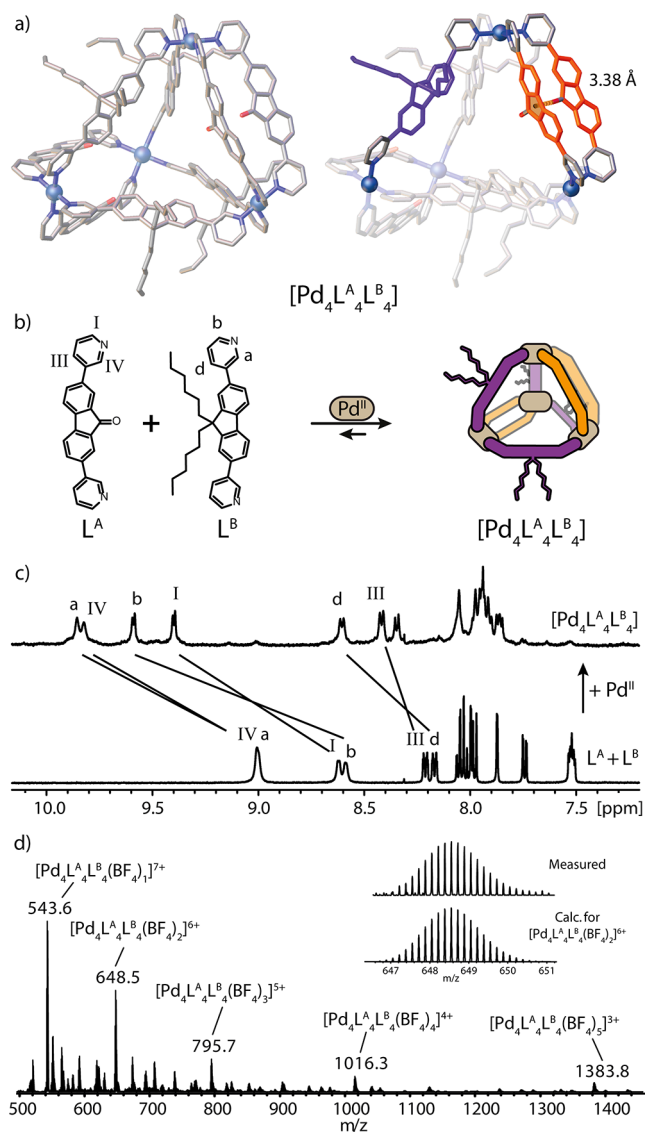 a)
3.38 Å
[Pd₄Lᴬ₄Lᴮ₄]
b)
I
b
N
N
III
IV
d
a
O
+
Pdᴵᴵ
N
N
Lᴬ
Lᴮ
[Pd₄Lᴬ₄Lᴮ₄]
c)
a IV b I d III
[Pd₄Lᴬ₄Lᴮ₄]
+ Pdᴵᴵ
IV a I b III d
Lᴬ + Lᴮ
10.0 9.5 9.0 8.5 8.0 7.5 [ppm]
d)
[Pd₄Lᴬ₄Lᴮ₄(BF₄)₁]⁷⁺
543.6
[Pd₄Lᴬ₄Lᴮ₄(BF₄)₂]⁶⁺
648.5
[Pd₄Lᴬ₄Lᴮ₄(BF₄)₃]⁵⁺
795.7
[Pd₄Lᴬ₄Lᴮ₄(BF₄)₄]⁴⁺
1016.3
[Pd₄Lᴬ₄Lᴮ₄(BF₄)₅]³⁺
1383.8
Measured
Calc. for
[Pd₄Lᴬ₄Lᴮ₄(BF₄)₂]⁶⁺
647 648 649 650 651
m/z
500 600 700 800 900 1000 1100 1200 1300 1400
m/z